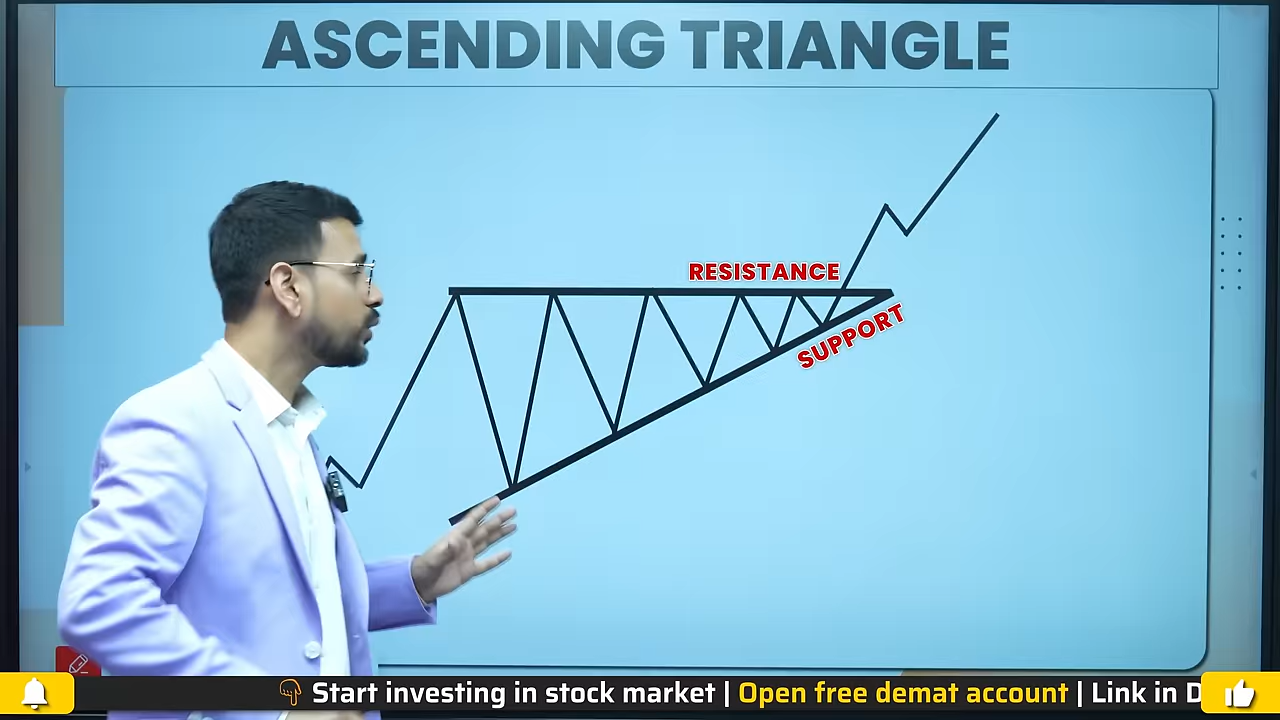 ASCENDING TRIANGLE
RESISTANCE
SUPPORT
Start investing in stock market | Open free demat account | Link in D